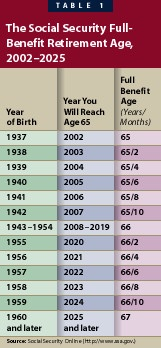 TABLE 1
The Social Security Full-
Benefit Retirement Age,
2002–2025
Year
of Birth
Year You
Will Reach
Age 65
Full
Benefit
Age
(Years/
Months)
1937 2002 65
1938 2003 65/2
1939 2004 65/4
1940 2005 65/6
1941 2006 65/8
1942 2007 65/10
1943–1954 2008–2019 66
1955 2020 66/2
1956 2021 66/4
1957 2022 66/6
1958 2023 66/8
1959 2024 66/10
1960 2025 67
and later and later
Source: Social Security Online (http://www.ssa.gov.)